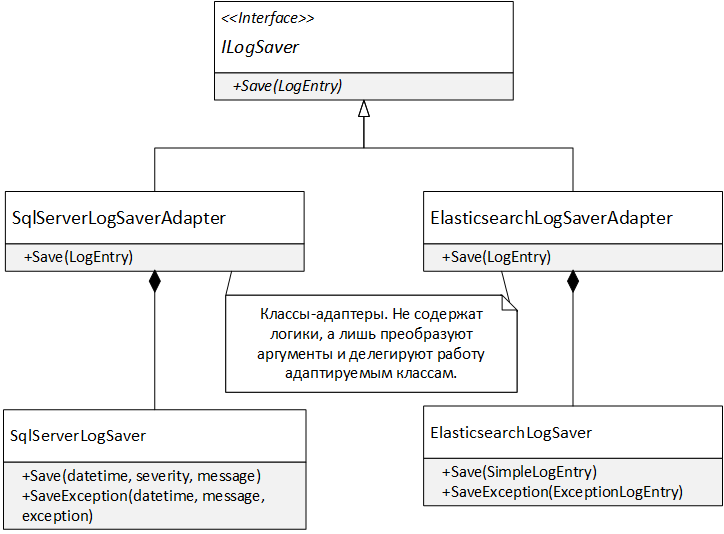 <<Interface>>
ILogSaver
+Save(LogEntry)
SqlServerLogSaverAdapter
+Save(LogEntry)
ElasticsearchLogSaverAdapter
+Save(LogEntry)
Классы-адаптеры. Не содержат
логики, а лишь преобразуют
аргументы и делегируют работу
адаптируемым классам.
SqlServerLogSaver
+Save(datetime, severity, message)
+SaveException(datetime, message,
exception)
ElasticsearchLogSaver
+Save(SimpleLogEntry)
+SaveException(ExceptionLogEntry)